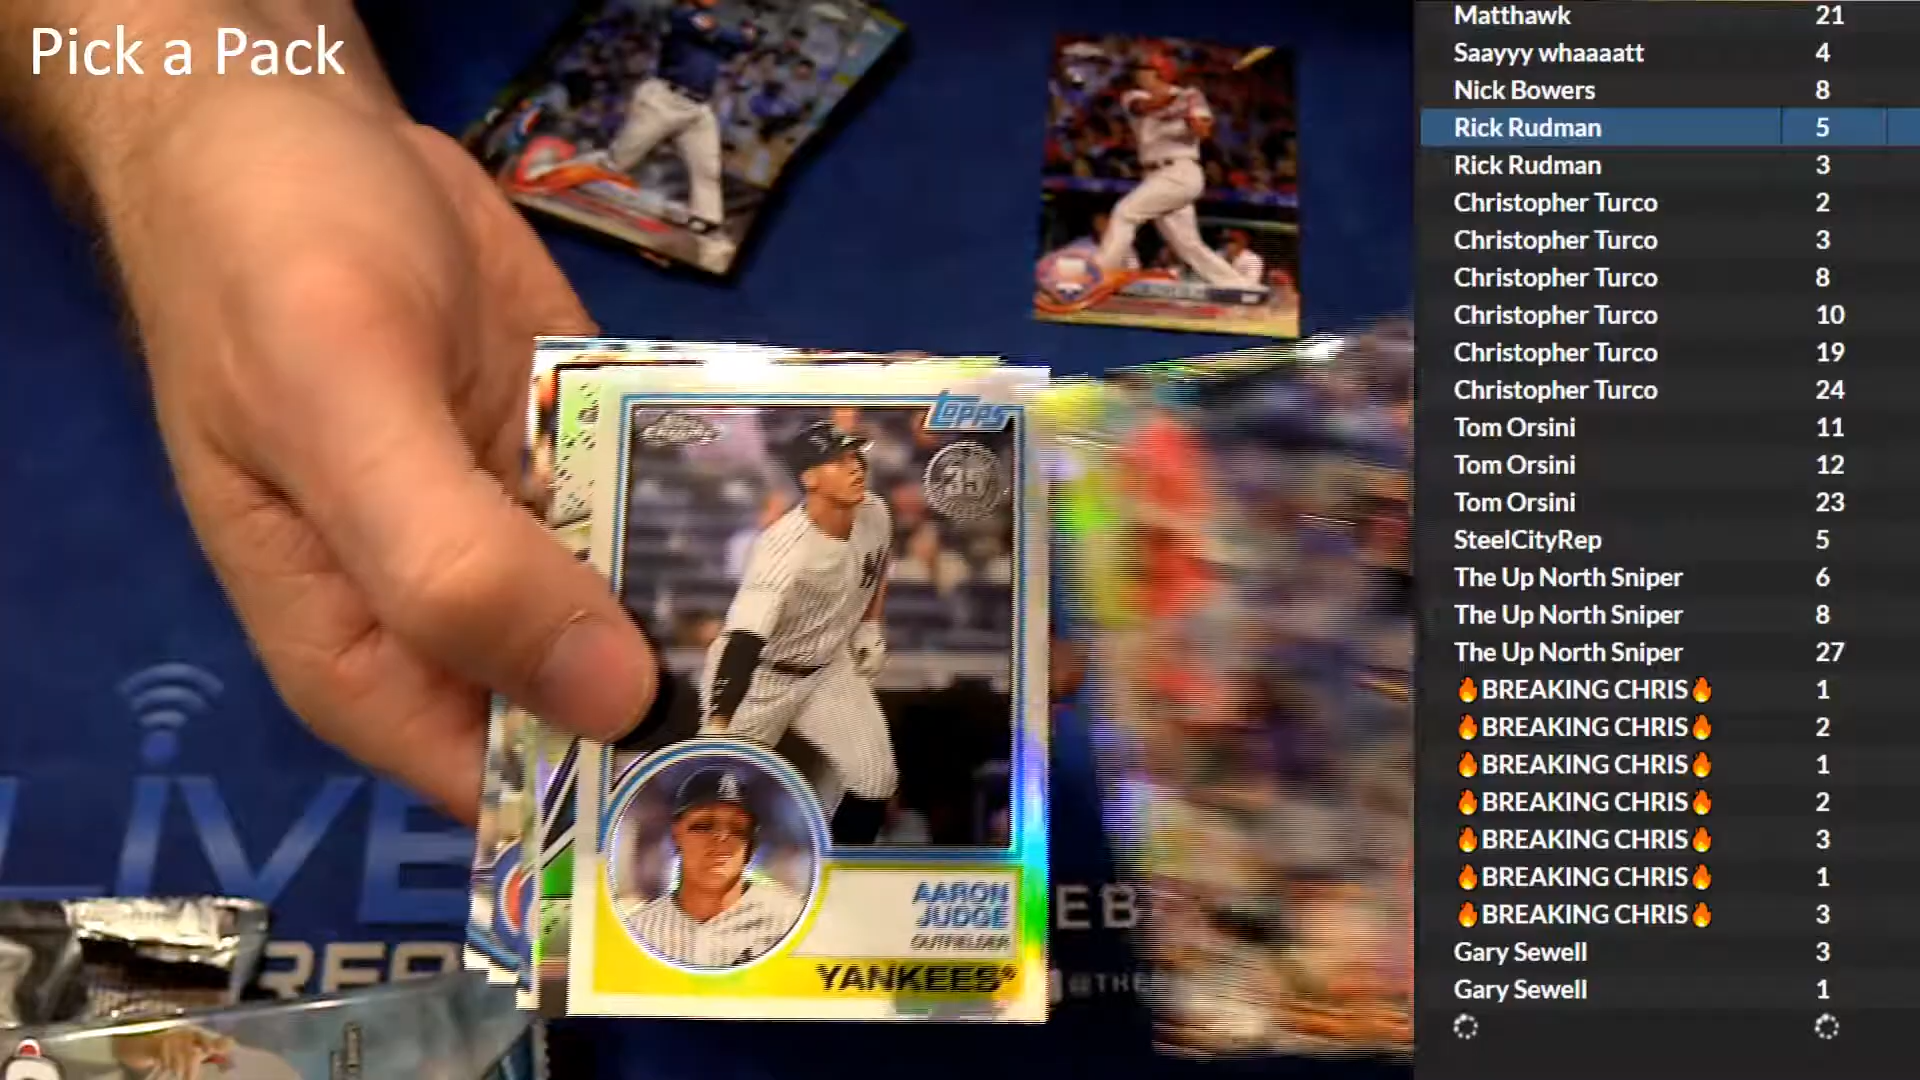 Pick a Pack
Matthawk 21
Saayyy whaaaatt 4
Nick Bowers 8
Rick Rudman 5
Rick Rudman 3
Christopher Turco 2
Christopher Turco 3
Christopher Turco 8
Christopher Turco 10
Christopher Turco 19
Christopher Turco 24
Tom Orsini 11
Tom Orsini 12
Tom Orsini 23
SteelCityRep 5
The Up North Sniper 6
The Up North Sniper 8
The Up North Sniper 27
🔥BREAKING CHRIS🔥 1
🔥BREAKING CHRIS🔥 2
🔥BREAKING CHRIS🔥 1
🔥BREAKING CHRIS🔥 2
🔥BREAKING CHRIS🔥 3
🔥BREAKING CHRIS🔥 1
🔥BREAKING CHRIS🔥 3
Gary Sewell 3
Gary Sewell 1
Topps
35
AARON
JUDGE
OUTFIELDER
YANKEES
LIVE
EB
@THE